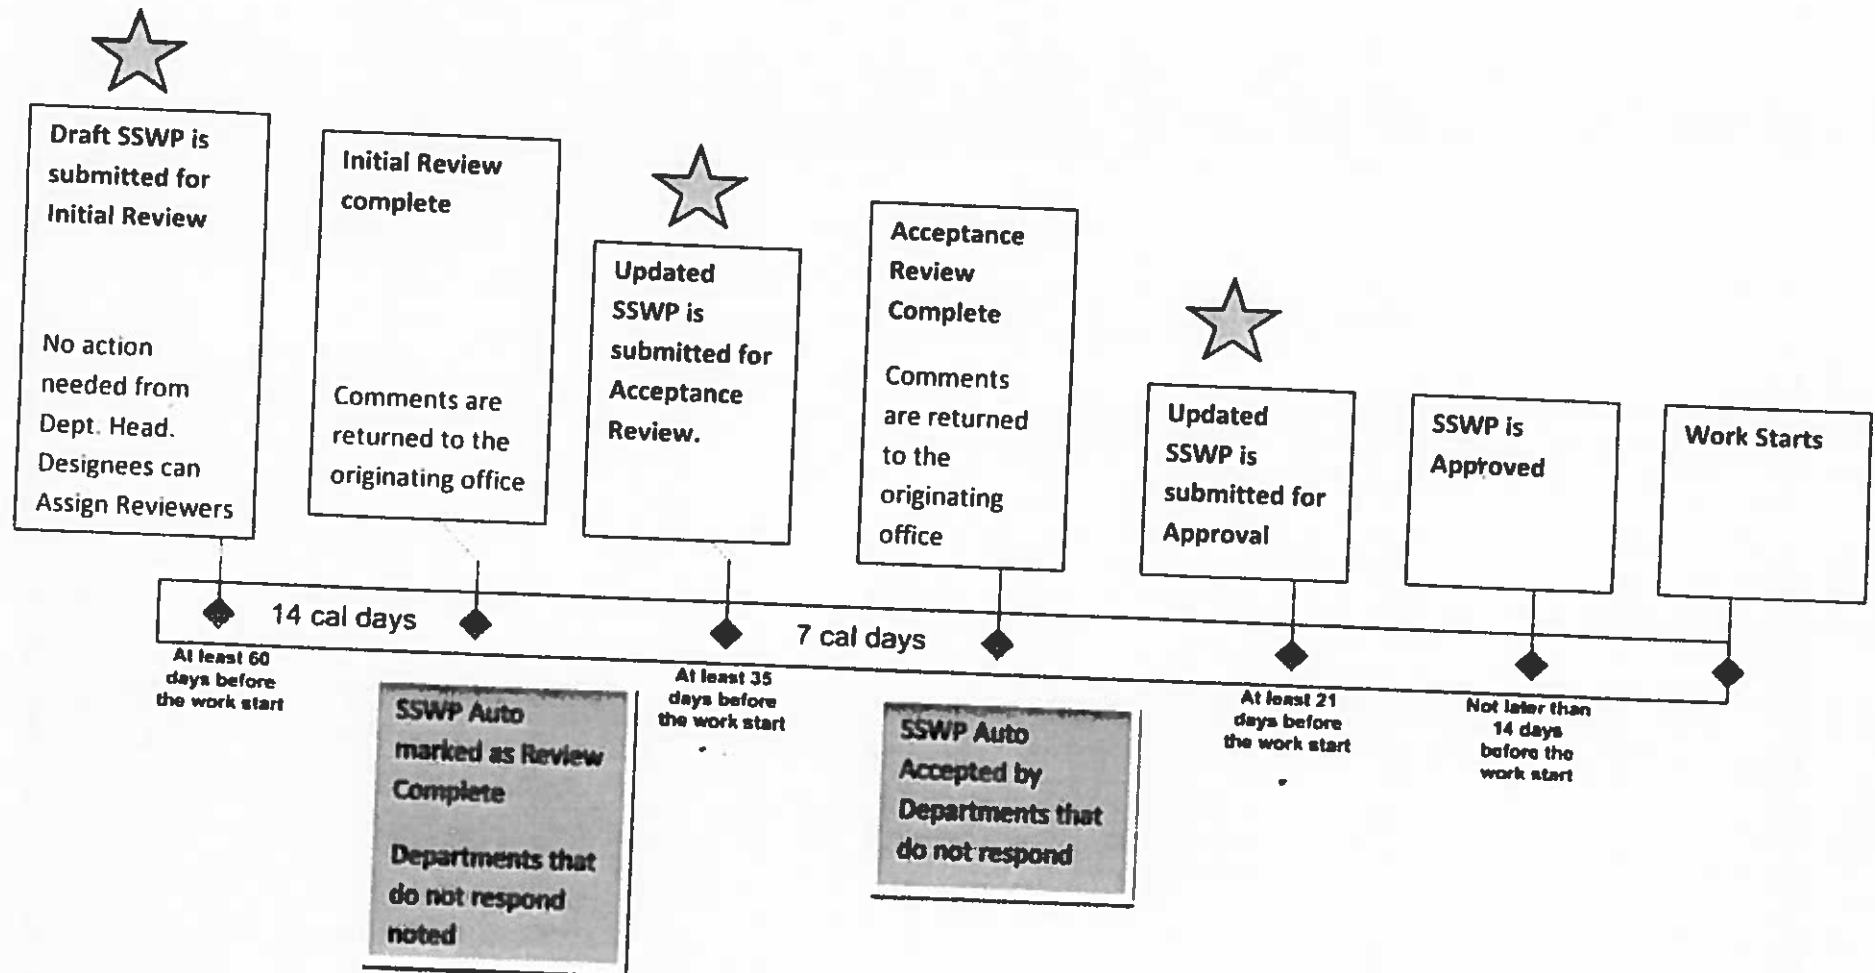 Draft SSWP is
submitted for
Initial Review
No action
needed from
Dept. Head.
Designees can
Assign Reviewers
Initial Review
complete
Comments are
returned to the
originating office
Updated
SSWP is
submitted for
Acceptance
Review.
Acceptance
Review
Complete
Comments
are returned
to the
originating
office
Updated
SSWP is
submitted for
Approval
SSWP is
Approved
Work Starts
14 cal days
7 cal days
At least 60
days before
the work start
SSWP Auto
marked as Review
Complete
Departments that
do not respond
noted
At least 35
days before
the work start
SSWP Auto
Accepted by
Departments that
do not respond
At least 21
days before
the work start
Not later than
14 days
before the
work start